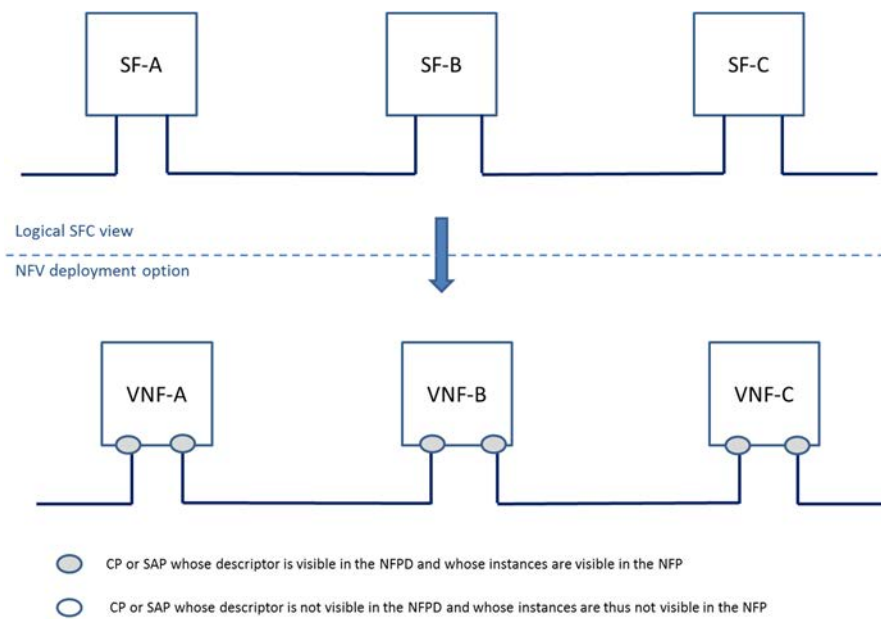 SF-A
SF-B
SF-C
Logical SFC view
NFV deployment option
VNF-A
VNF-B
VNF-C
CP or SAP whose descriptor is visible in the NFPD and whose instances are visible in the NFP
CP or SAP whose descriptor is not visible in the NFPD and whose instances are thus not visible in the NFP